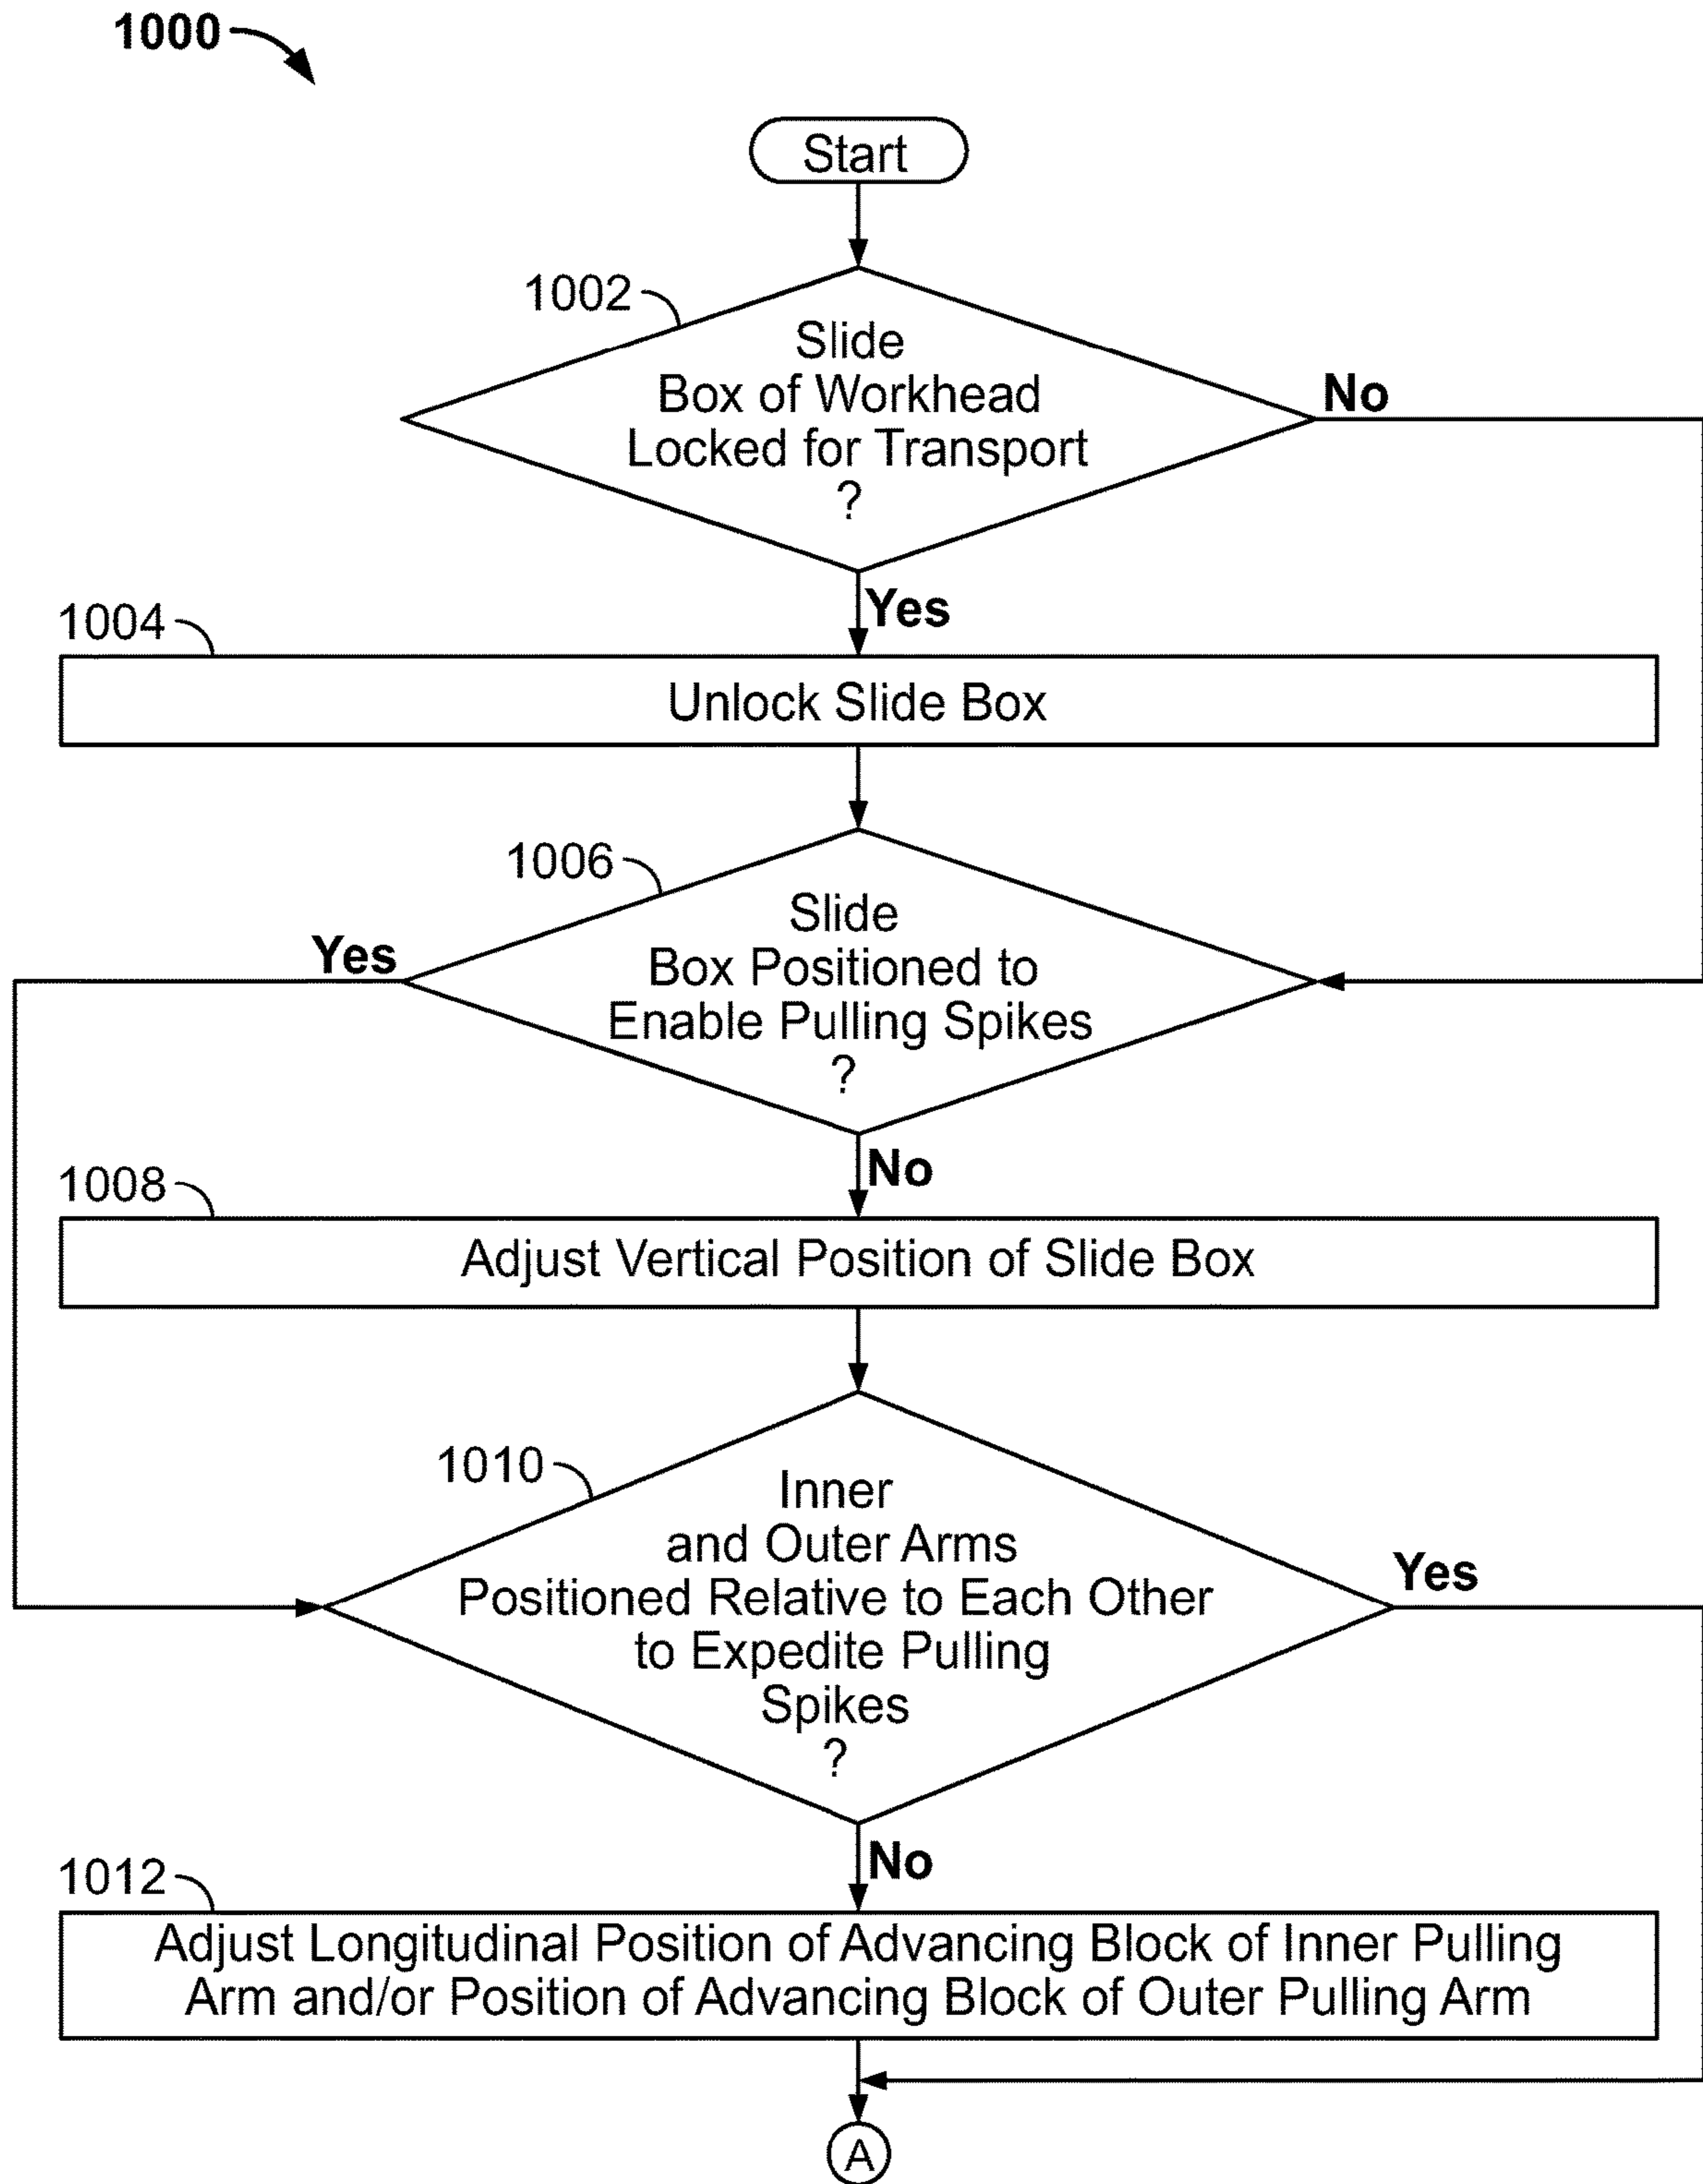 1000
Start
1002
Slide
Box of Workhead
Locked for Transport
?
No
Yes
1004
Unlock Slide Box
1006
Slide
Box Positioned to
Enable Pulling Spikes
?
Yes
No
1008
Adjust Vertical Position of Slide Box
1010
Inner
and Outer Arms
Positioned Relative to Each Other
to Expedite Pulling
Spikes
?
Yes
No
1012
Adjust Longitudinal Position of Advancing Block of Inner Pulling
Arm and/or Position of Advancing Block of Outer Pulling Arm
A